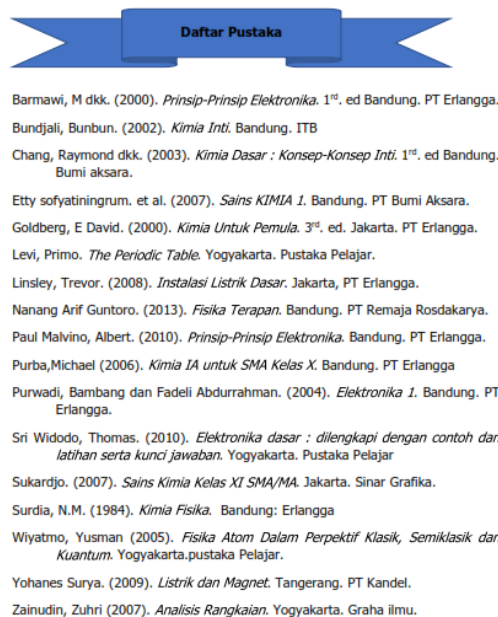 Daftar Pustaka
Barmawi, M dkk. (2000). Prinsip-Prinsip Elektronika. 1rd. ed Bandung. PT Erlangga.
Bundjali, Bunbun. (2002). Kimia Inti. Bandung. ITB
Chang, Raymond dkk. (2003). Kimia Dasar : Konsep-Konsep Inti. 1rd. ed Bandung.
Bumi aksara.
Etty sofyatiningrum. et al. (2007). Sains KIMIA 1. Bandung. PT Bumi Aksara.
Goldberg, E David. (2000). Kimia Untuk Pemula. 3rd. ed. Jakarta. PT Erlangga.
Levi, Primo. The Periodic Table. Yogyakarta. Pustaka Pelajar.
Linsley, Trevor. (2008). Instalasi Listrik Dasar. Jakarta, PT Erlangga.
Nanang Arif Guntoro. (2013). Fisika Terapan. Bandung. PT Remaja Rosdakarya.
Paul Malvino, Albert. (2010). Prinsip-Prinsip Elektronika. Bandung. PT Erlangga.
Purba,Michael (2006). Kimia IA untuk SMA Kelas X. Bandung. PT Erlangga
Purwadi, Bambang dan Fadeli Abdurrahman. (2004). Elektronika 1. Bandung. PT
Erlangga.
Sri Widodo, Thomas. (2010). Elektronika dasar : dilengkapi dengan contoh dan
latihan serta kunci jawaban. Yogyakarta. Pustaka Pelajar
Sukardjo. (2007). Sains Kimia Kelas XI SMA/MA. Jakarta. Sinar Grafika.
Surdia, N.M. (1984). Kimia Fisika. Bandung: Erlangga
Wiyatmo, Yusman (2005). Fisika Atom Dalam Perpektif Klasik, Semiklasik dan
Kuantum. Yogyakarta.pustaka Pelajar.
Yohanes Surya. (2009). Listrik dan Magnet. Tangerang. PT Kandel.
Zainudin, Zuhri (2007). Analisis Rangkaian. Yogyakarta. Graha ilmu.